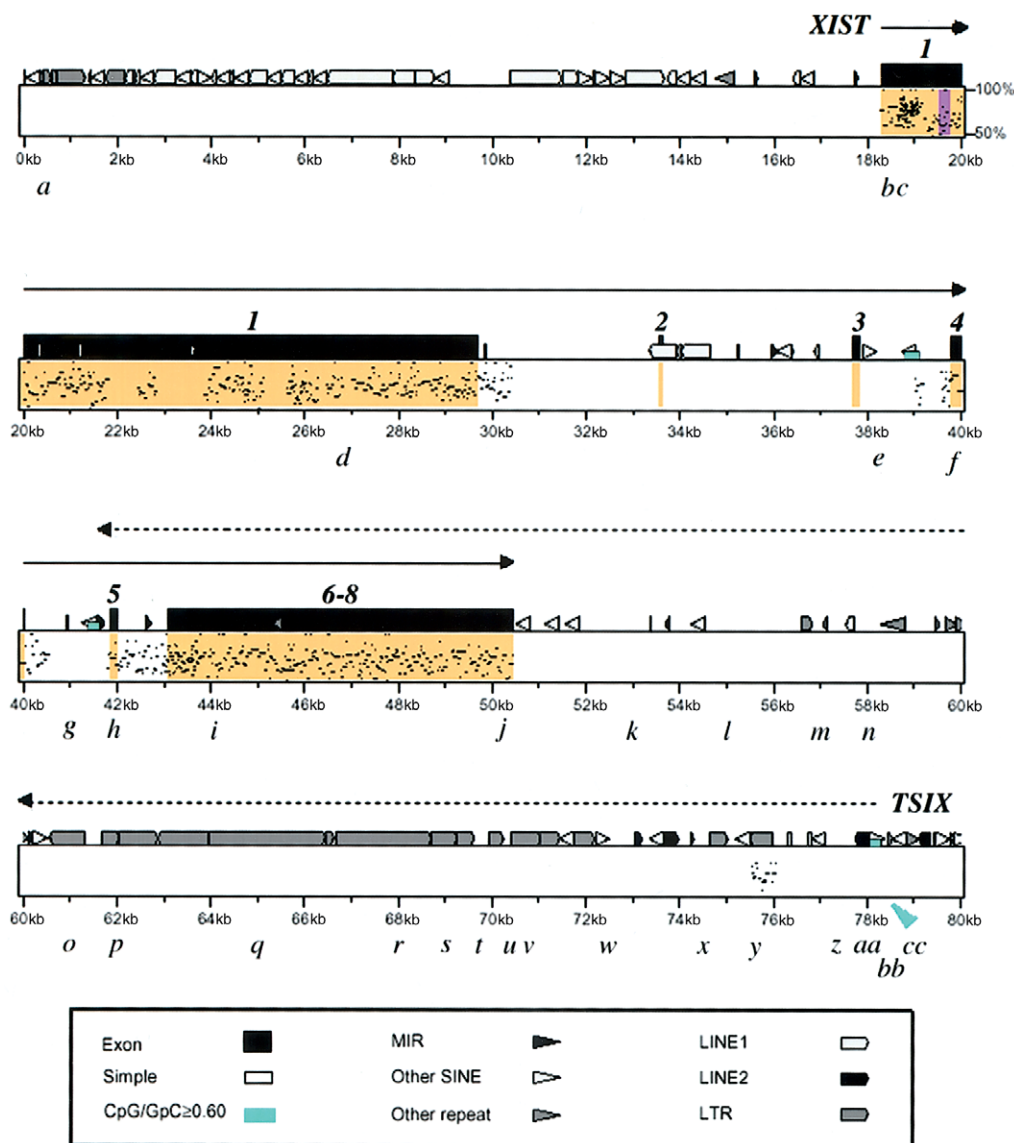 XIST
1
100%
50%
0kb 2kb 4kb 6kb 8kb 10kb 12kb 14kb 16kb 18kb 20kb
a bc
1 2 3 4
20kb 22kb 24kb 26kb 28kb 30kb 32kb 34kb 36kb 38kb 40kb
d e f
5 6-8
40kb 42kb 44kb 46kb 48kb 50kb 52kb 54kb 56kb 58kb 60kb
g h i j k l m n
TSIX
60kb 62kb 64kb 66kb 68kb 70kb 72kb 74kb 76kb 78kb 80kb
o p q r s t u v w x y z aa cc
bb
Exon MIR LINE1
Simple Other SINE LINE2
CpG/GpC≥0.60 Other repeat LTR